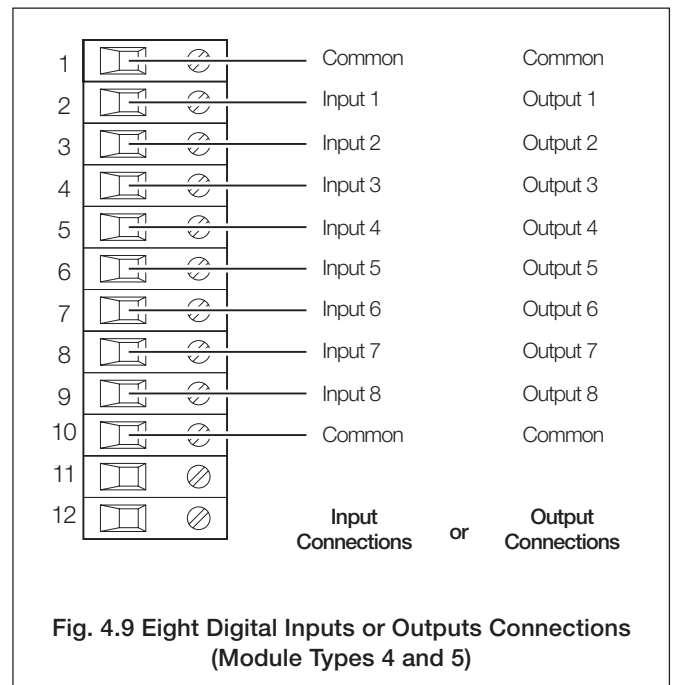 1 Common Common
2 Input 1 Output 1
3 Input 2 Output 2
4 Input 3 Output 3
5 Input 4 Output 4
6 Input 5 Output 5
7 Input 6 Output 6
8 Input 7 Output 7
9 Input 8 Output 8
10 Common Common
11
12
Input or Output
Connections Connections
Fig. 4.9 Eight Digital Inputs or Outputs Connections
(Module Types 4 and 5)